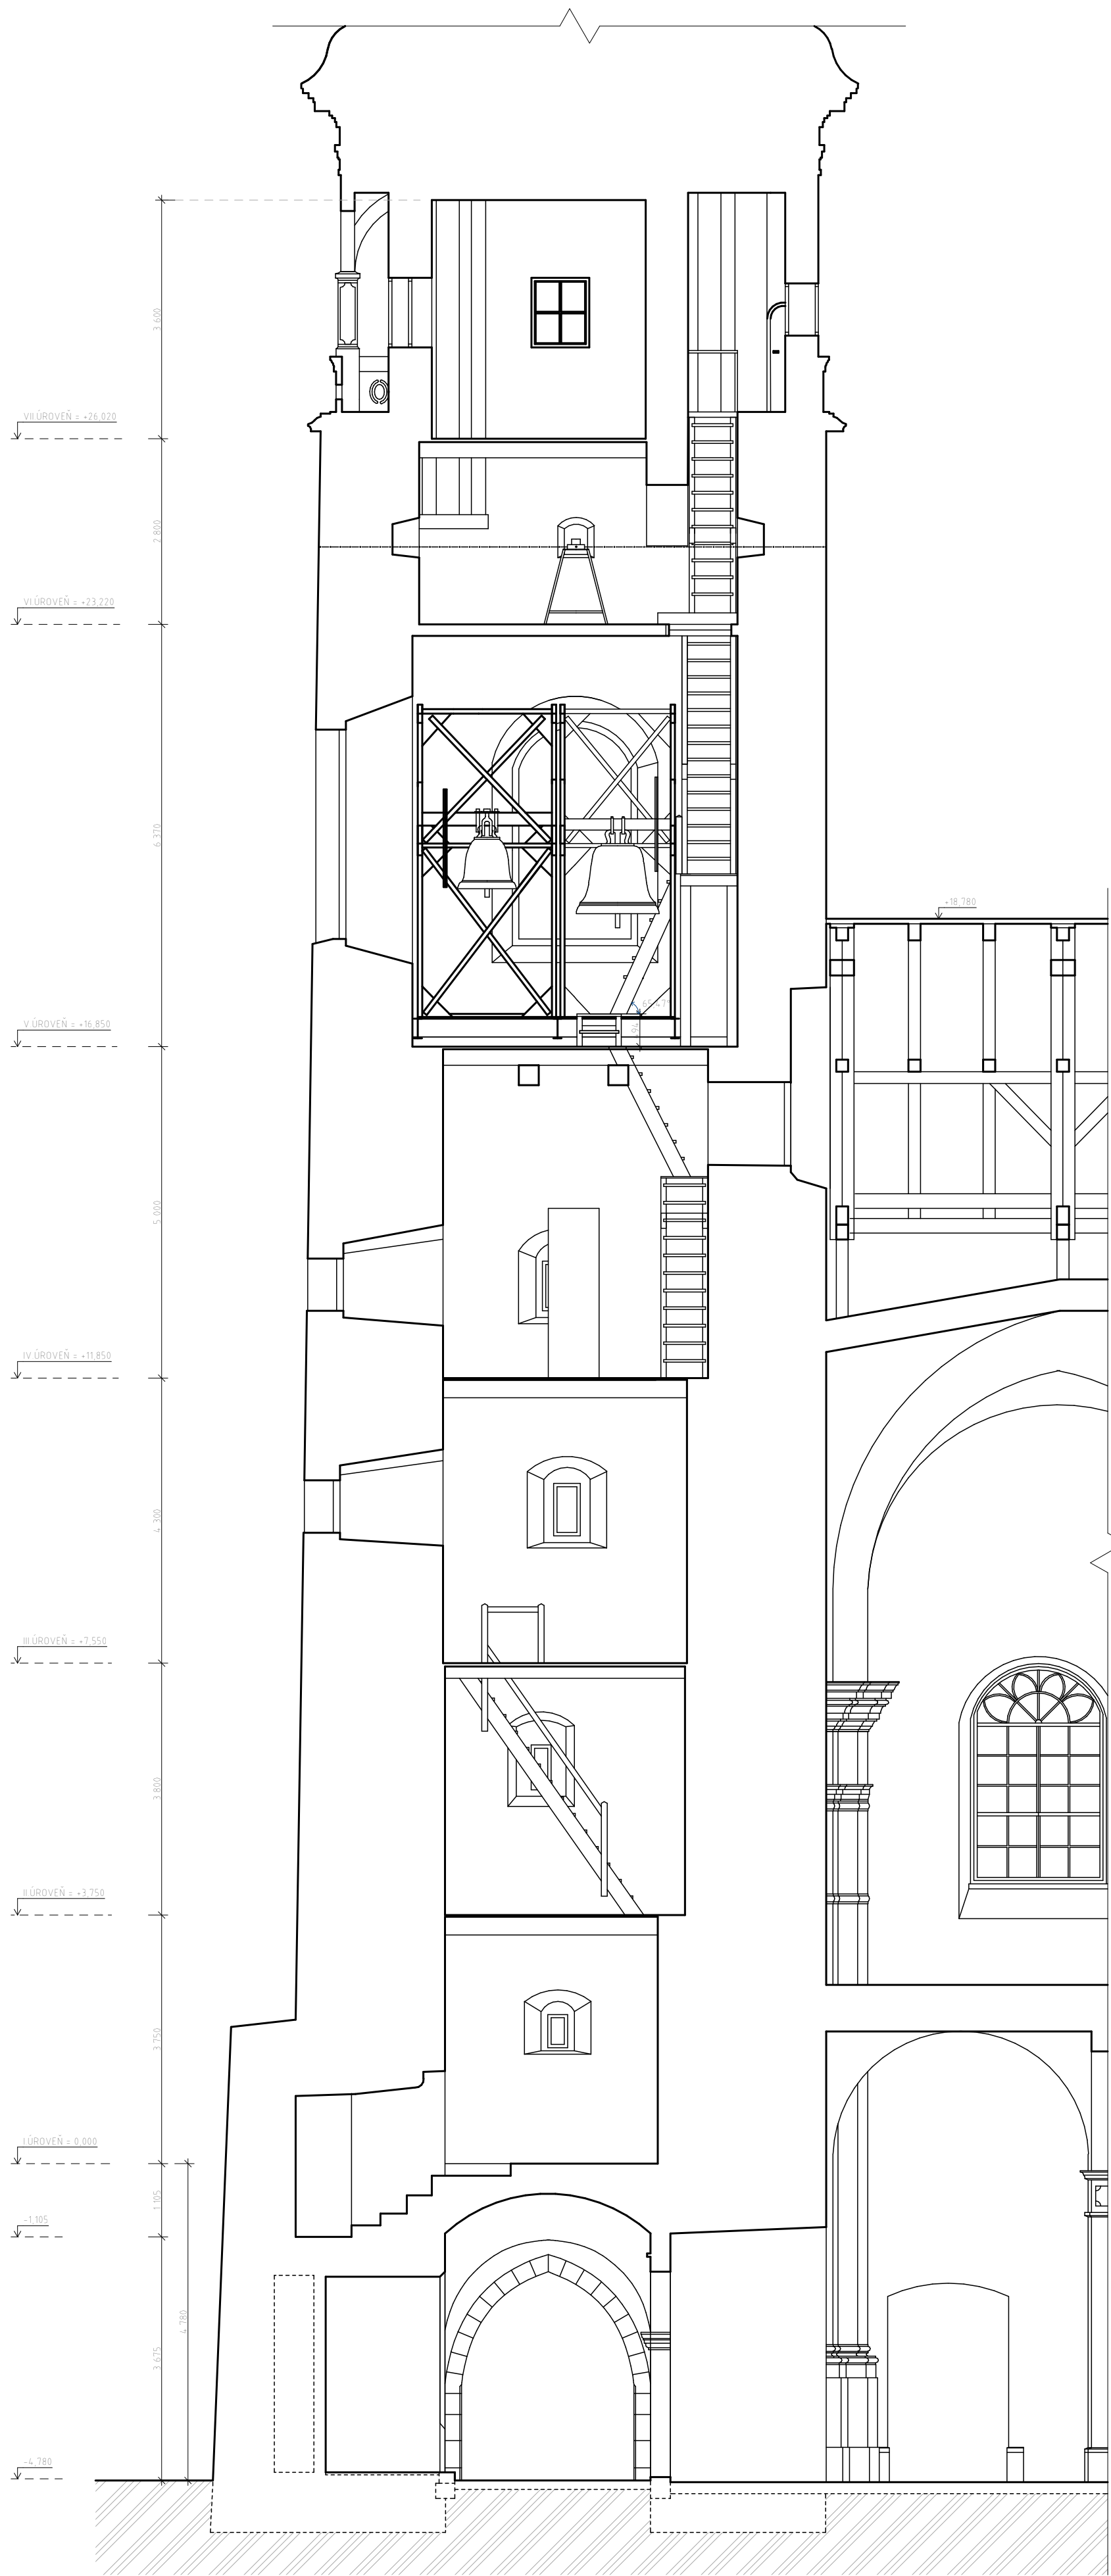 3.600
VII.ÚROVEŇ = +26,020
2.800
VI.ÚROVEŇ = +23,220
6.370
+18,780
V.ÚROVEŇ = +16,850
5.000
IV.ÚROVEŇ = +11,850
4.300
III.ÚROVEŇ = +7,550
3.800
II.ÚROVEŇ = +3,750
3.750
I.ÚROVEŇ = 0,000
1.105
-1,105
4.780
3.675
-4,780